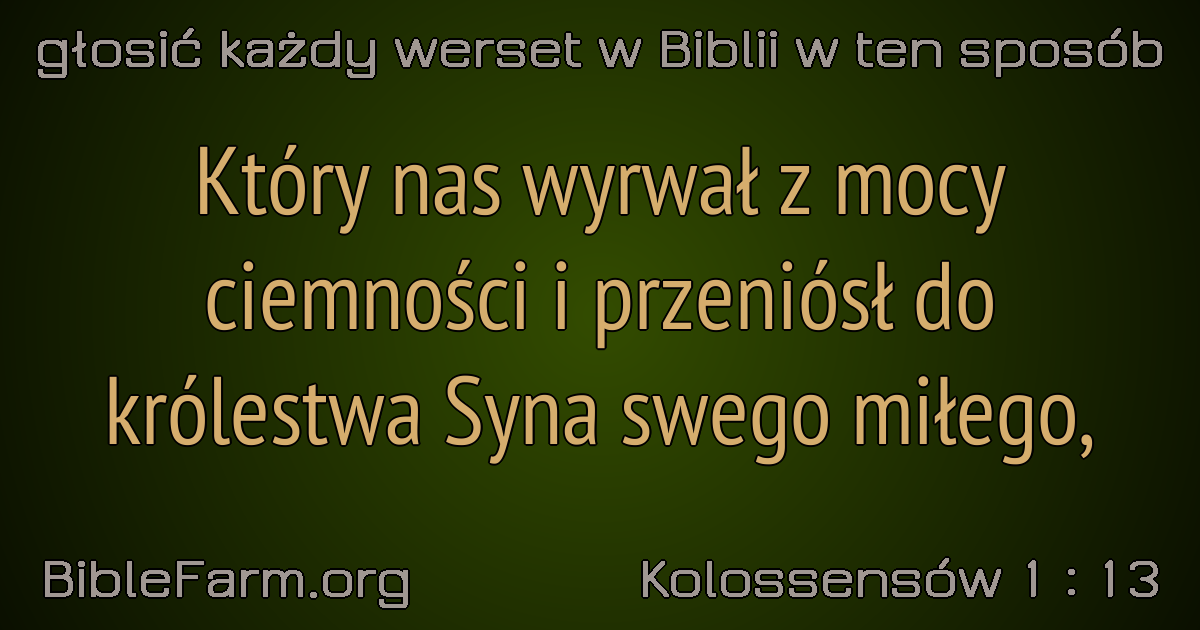 głosić każdy werset w Biblii w ten sposób
Który nas wyrwał z mocy
ciemności i przeniósł do
królestwa Syna swego miłego,
BibleFarm.org
Kolossensów 1 : 13